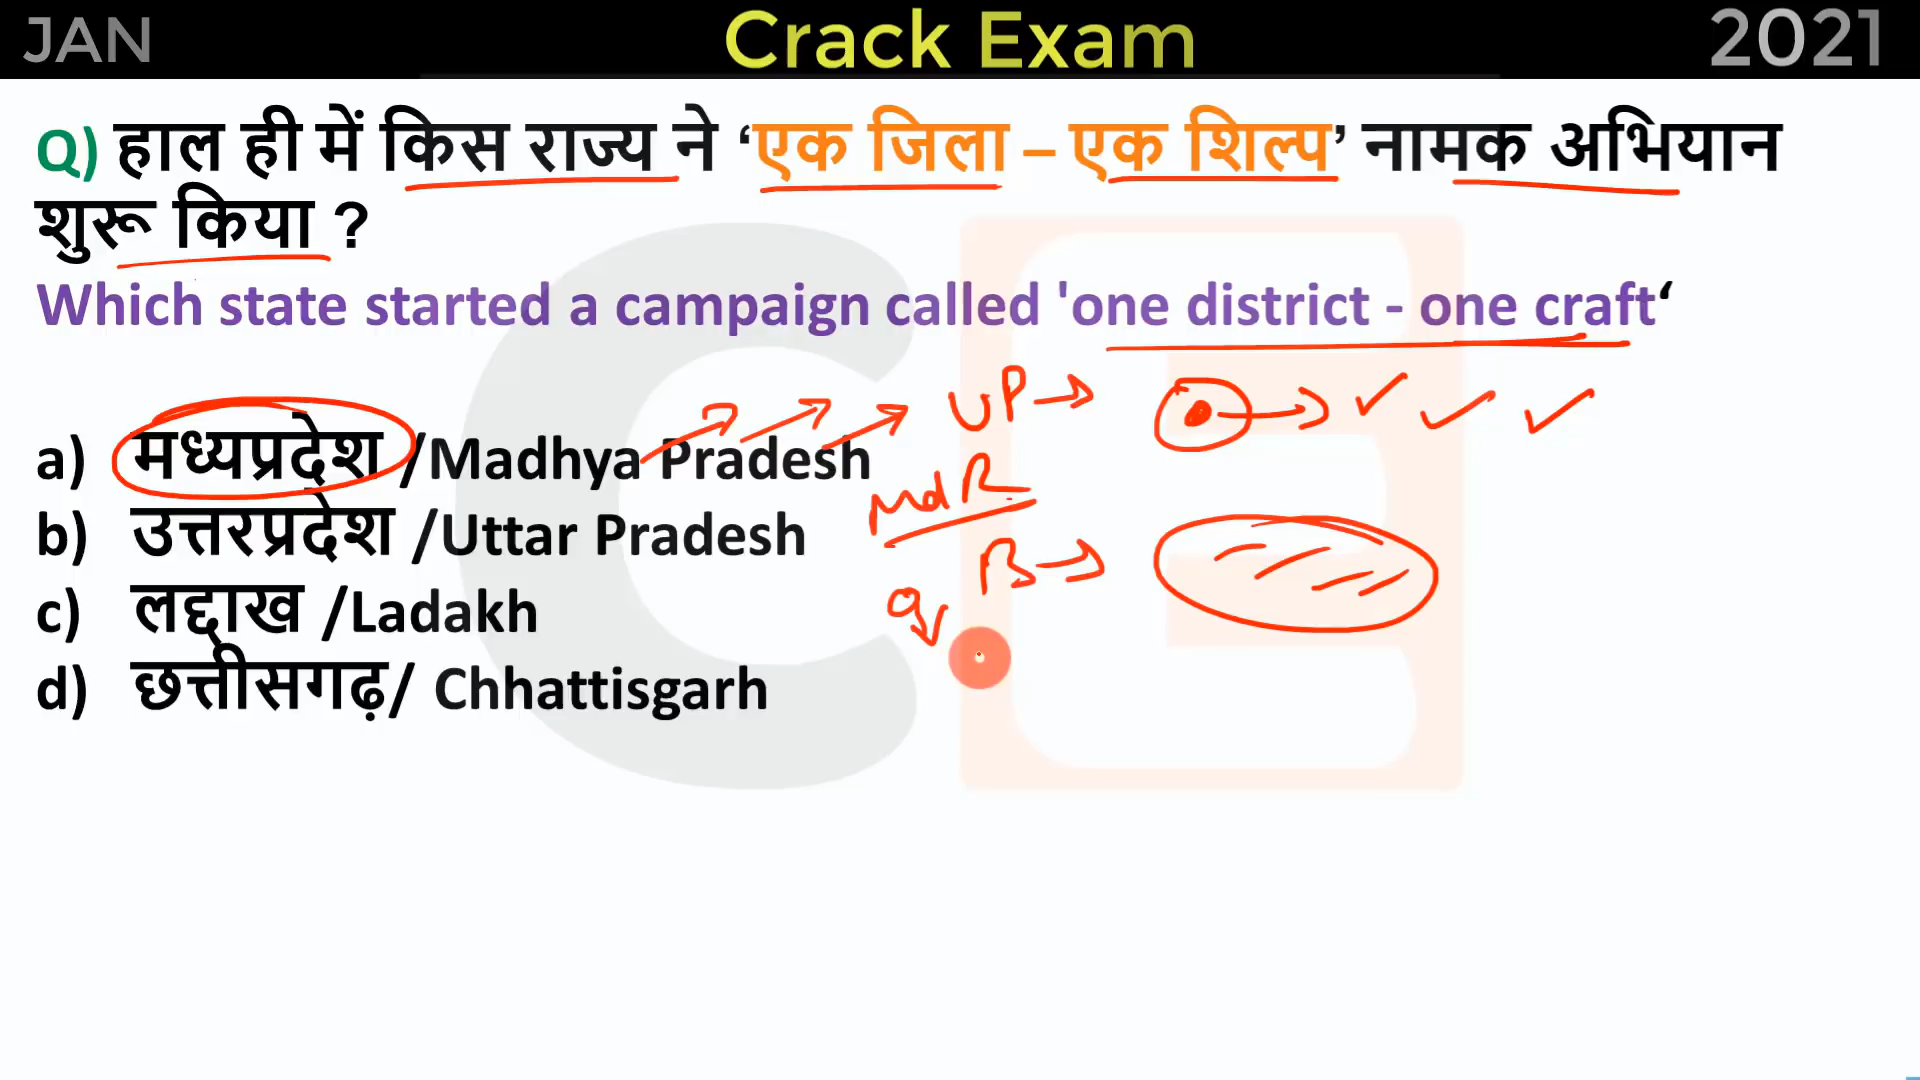 JAN Crack Exam 2021
Q) हाल ही में किस राज्य ने ‘एक जिला – एक शिल्प’ नामक अभियान
शुरू किया ?
Which state started a campaign called 'one district - one craft‘
a) मध्यप्रदेश /Madhya Pradesh
b) उत्तरप्रदेश /Uttar Pradesh
c) लद्दाख /Ladakh
d) छत्तीसगढ़/ Chhattisgarh
UP